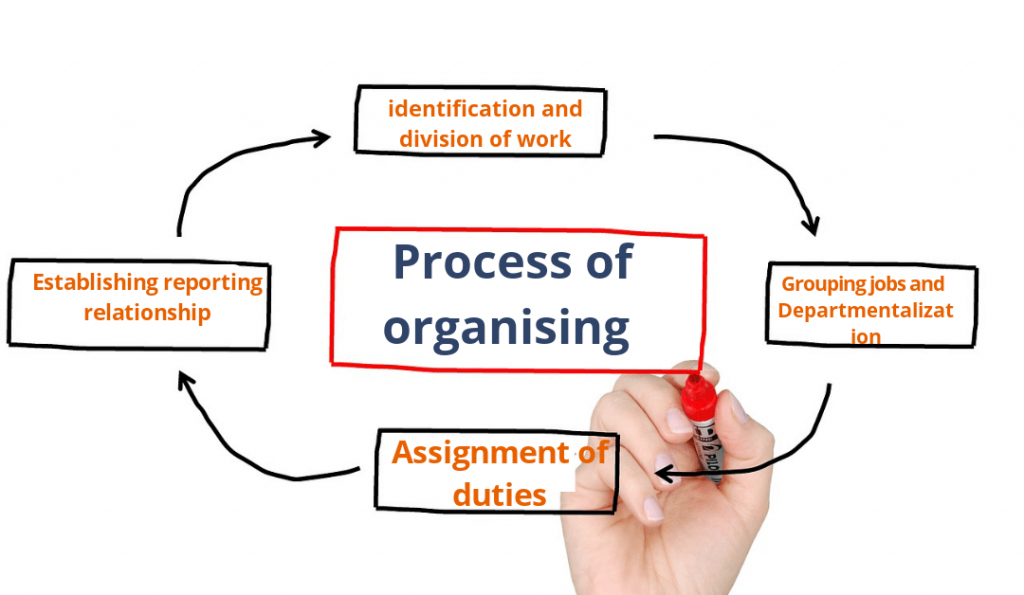 identification and
division of work
Process of
organising
Establishing reporting
relationship
Grouping jobs and
Departmentalizat
ion
Assignment of
duties
PILO